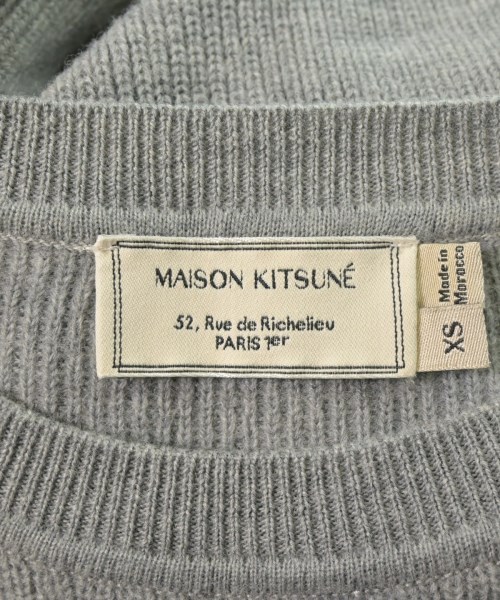 MAISON KITSUNÉ
52, Rue de Richelieu
PARIS 1er
Made in
Morocco
XS